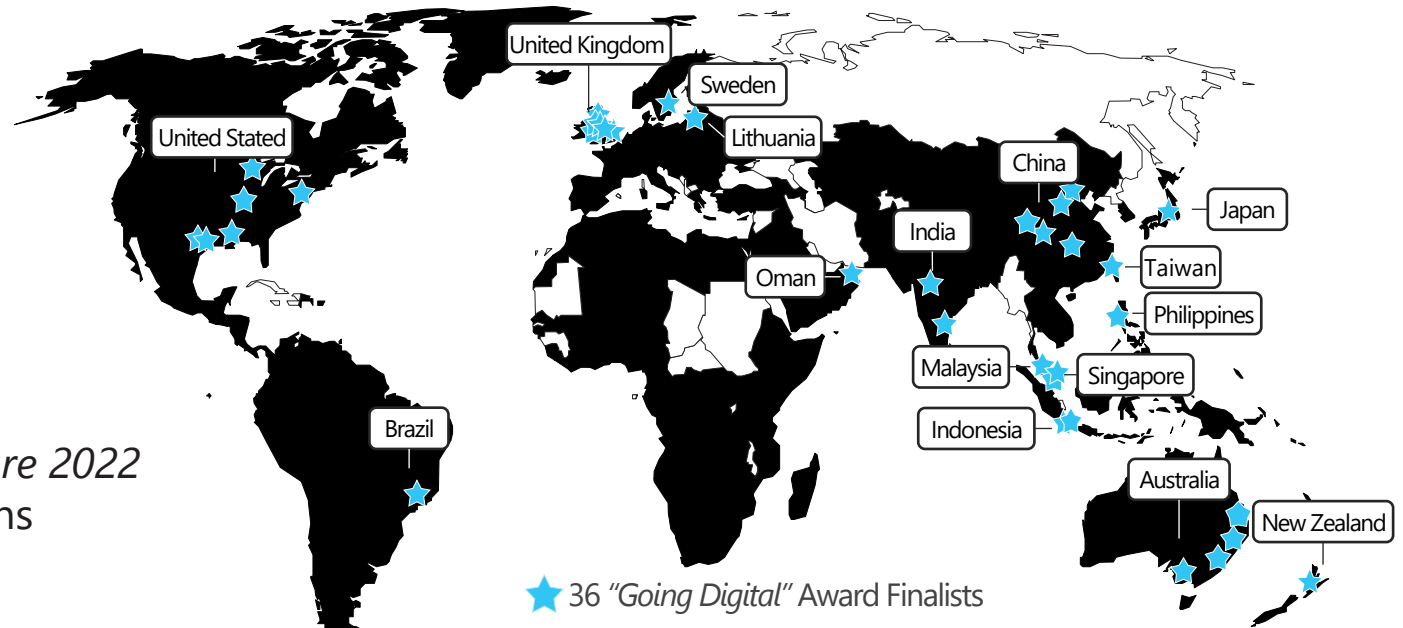 United Kingdom
Sweden
United Stated
Lithuania
China
Japan
India
Oman
Taiwan
Philippines
Malaysia
Singapore
Indonesia
Brazil
re 2022
ns
Australia
New Zealand
36 "Going Digital" Award Finalists